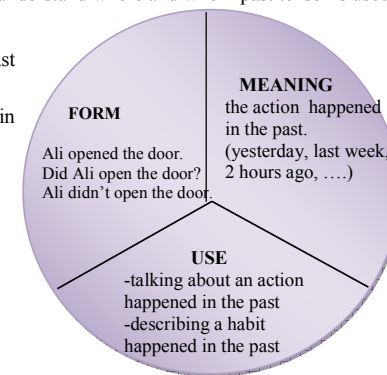 FORM
Ali opened the door.
Did Ali open the door?
Ali didn't open the door.
MEANING
the action happened
in the past.
(yesterday, last week,
2 hours ago, ….)
USE
-talking about an action
happened in the past
-describing a habit
happened in the past
in